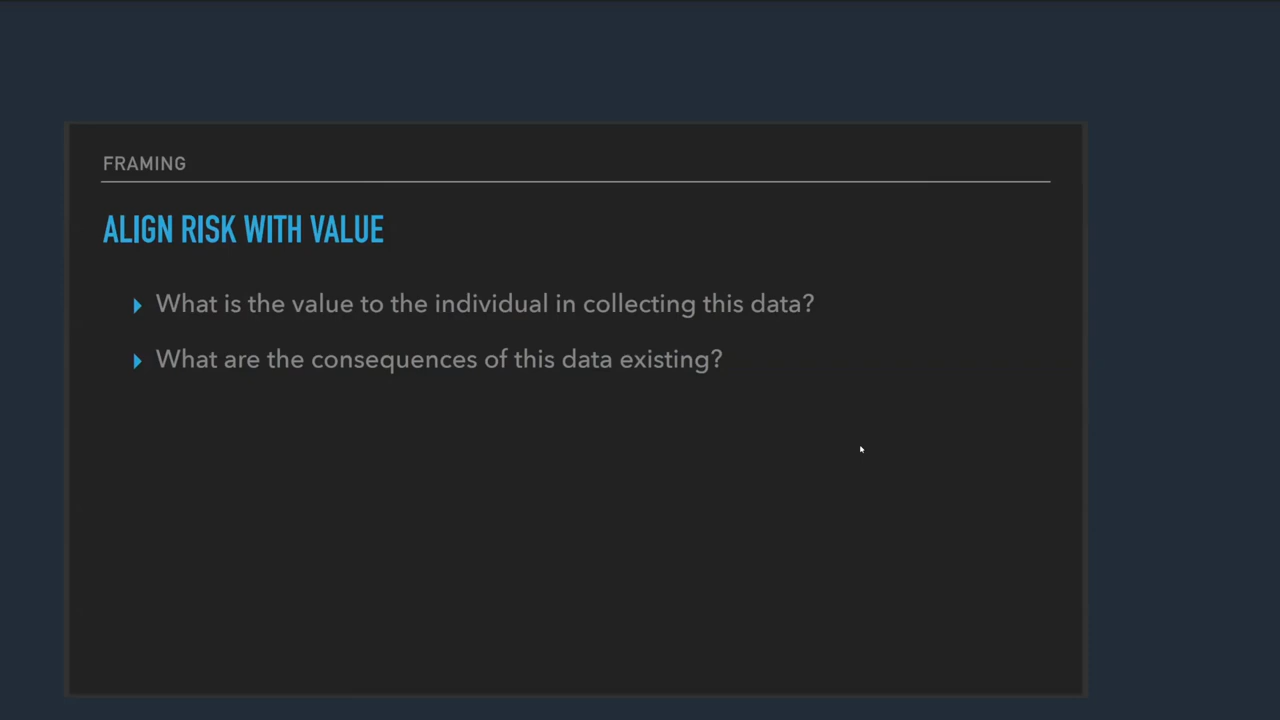 FRAMING
ALIGN RISK WITH VALUE
What is the value to the individual in collecting this data?
What are the consequences of this data existing?